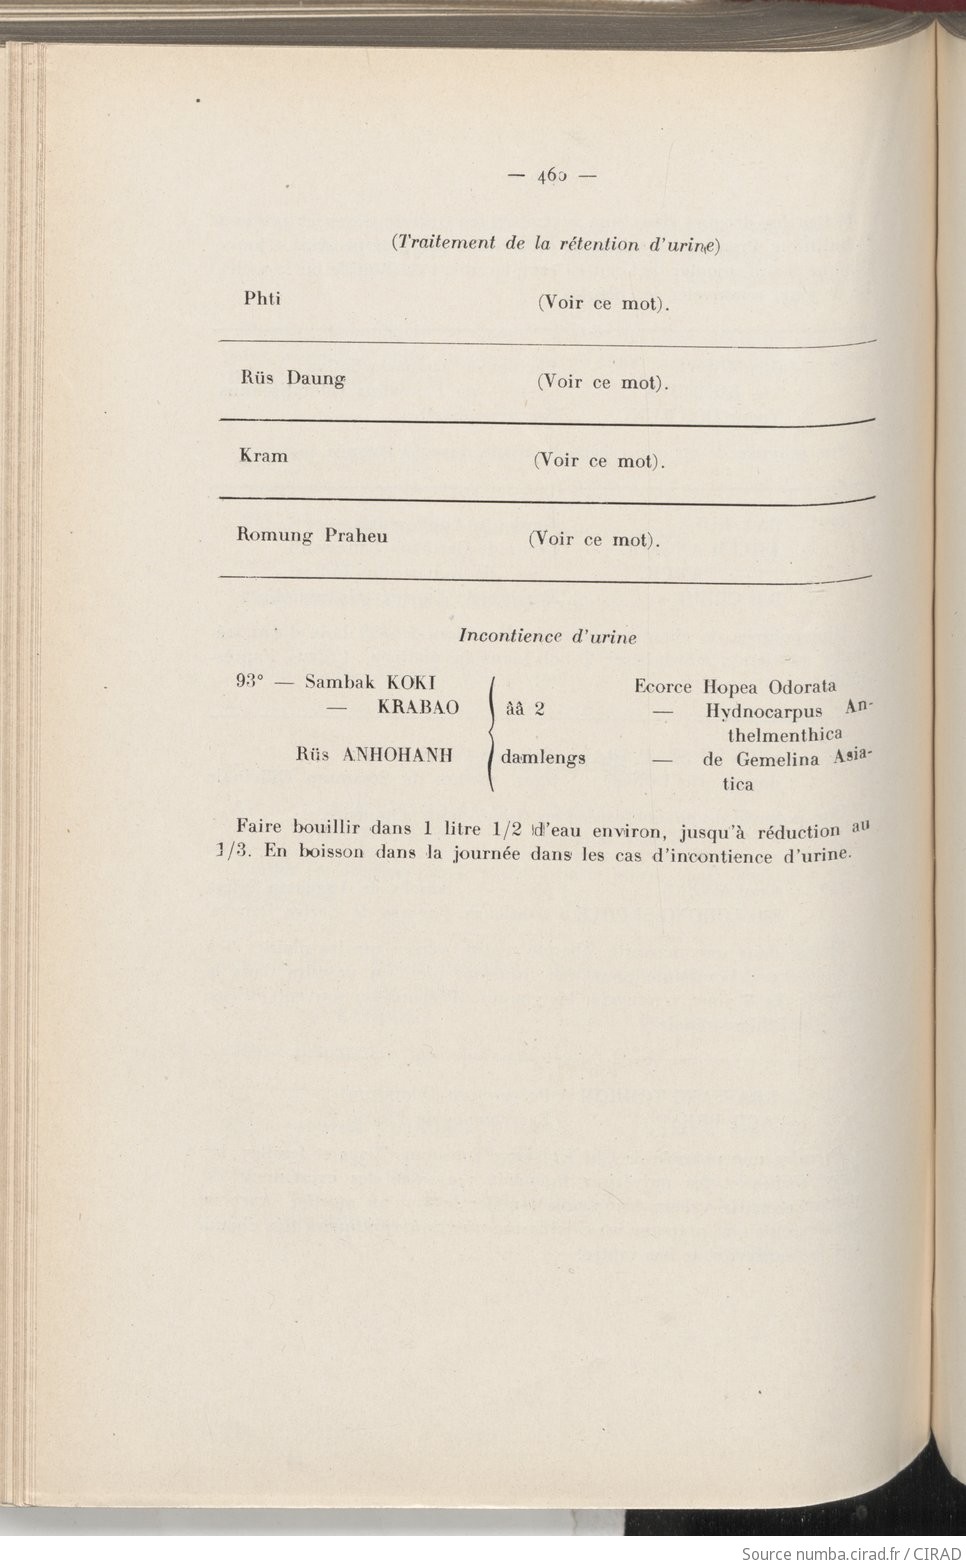 — 460 —
(Traitement de la rétention d'urine)
Phti (Voir ce mot).
Rüs Daung (Voir ce mot).
Kram (Voir ce mot).
Romung Praheu (Voir ce mot).
Incontience d'urine
93° — Sambak KOKI Ecorce Hopea Odorata
— KRABAO ââ 2 — Hydnocarpus An-
thelmenthica
Rüs ANHOHANH damlengs — de Gemelina Asia-
tica
Faire bouillir dans 1 litre 1/2 d'eau environ, jusqu'à réduction au
1/3. En boisson dans la journée dans les cas d'incontience d'urine.
Source numba.cirad.fr / CIRAD